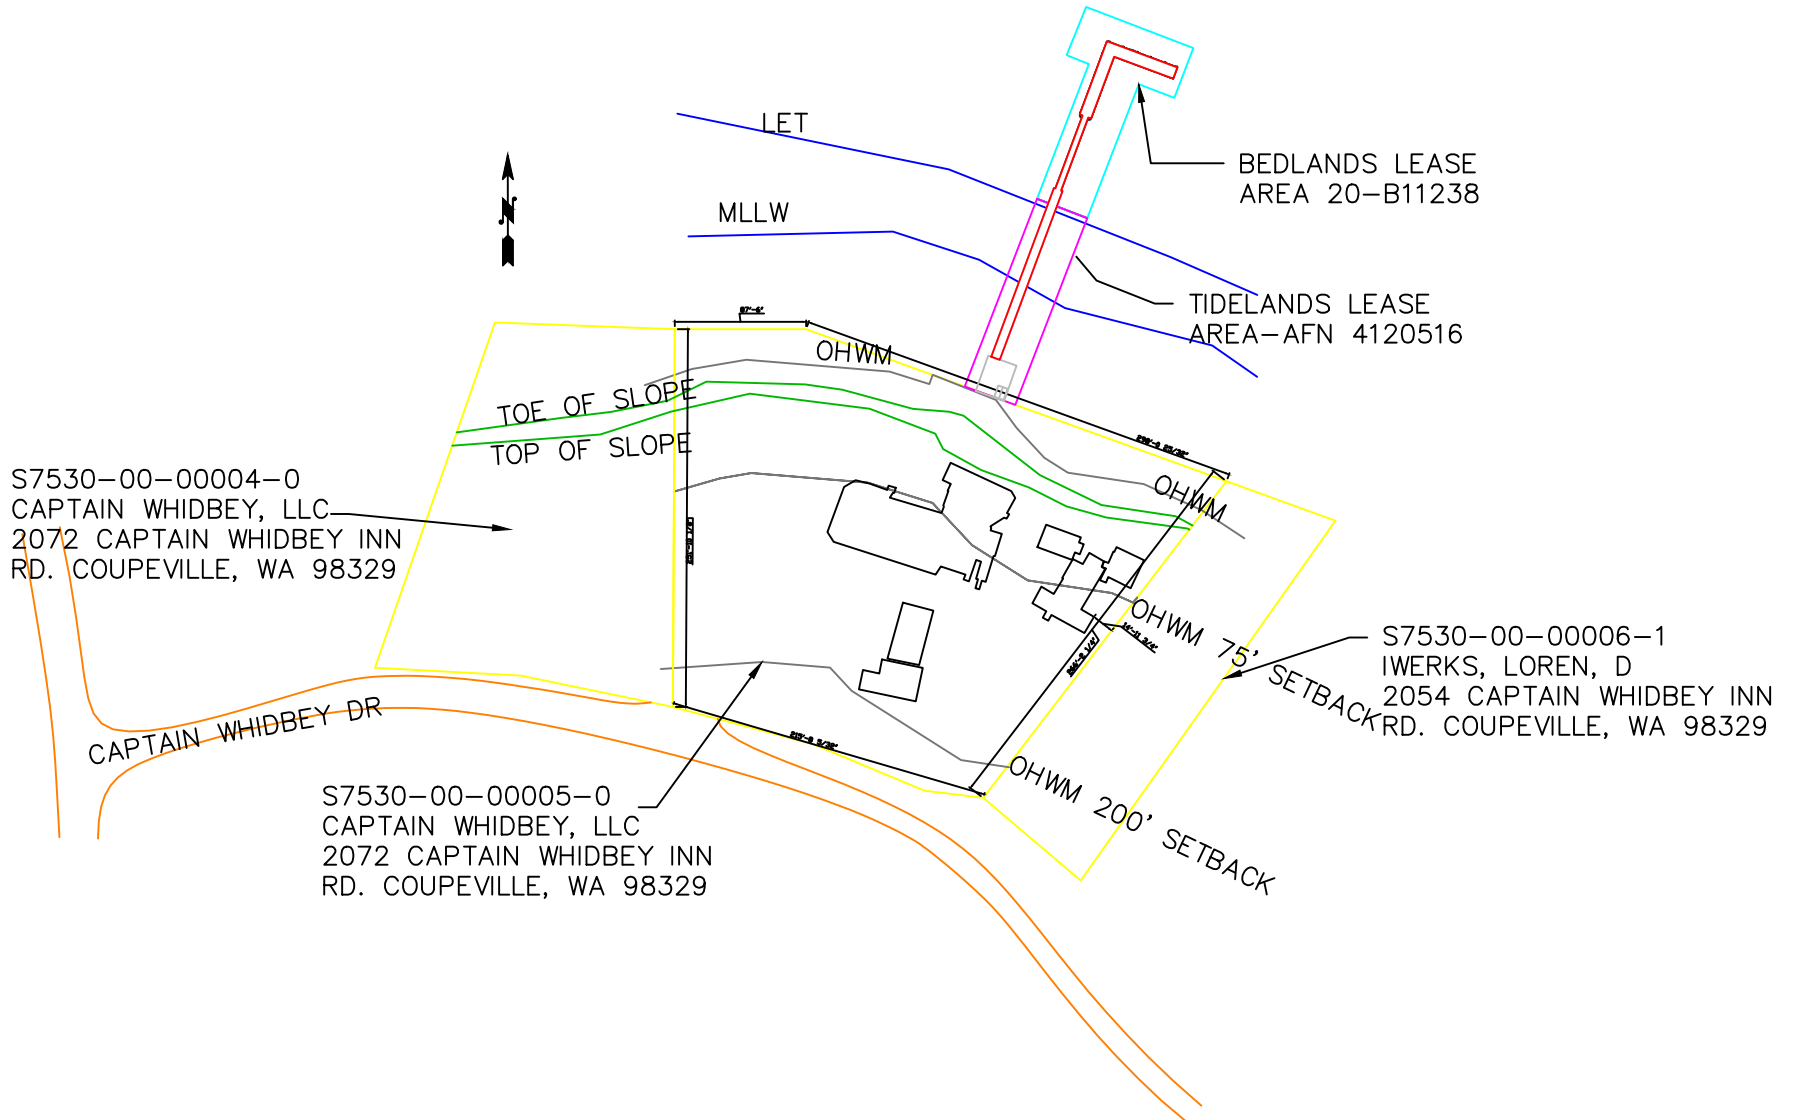 LET
BEDLANDS LEASE
AREA 20-B11238
MLLW
N
TIDELANDS LEASE
AREA-AFN 4120516
87'-6"
OHWM
TOE OF SLOPE
TOP OF SLOPE
S7530-00-00004-0
CAPTAIN WHIDBEY, LLC
2072 CAPTAIN WHIDBEY INN
RD. COUPEVILLE, WA 98329
OHWM
OHWM 75' SETBACK
S7530-00-00006-1
IWERKS, LOREN, D
2054 CAPTAIN WHIDBEY INN
RD. COUPEVILLE, WA 98329
CAPTAIN WHIDBEY DR
OHWM 200' SETBACK
S7530-00-00005-0
CAPTAIN WHIDBEY, LLC
2072 CAPTAIN WHIDBEY INN
RD. COUPEVILLE, WA 98329